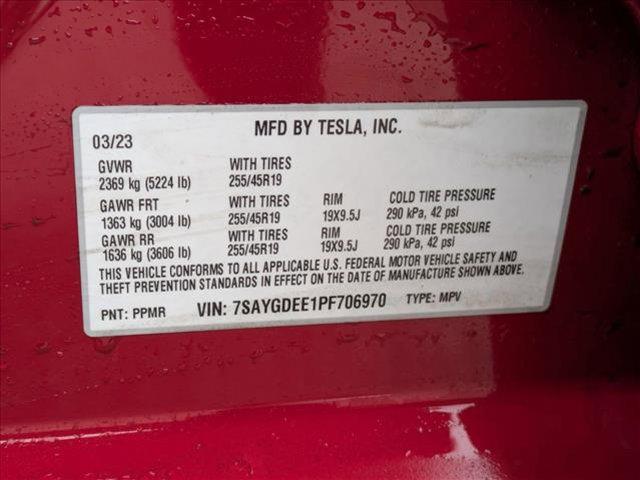 MFD BY TESLA, INC.
03/23
GVWR WITH TIRES
2369 kg (5224 lb) 255/45R19
GAWR FRT WITH TIRES RIM COLD TIRE PRESSURE
1363 kg (3004 lb) 255/45R19 19X9.5J 290 kPa, 42 psi
GAWR RR WITH TIRES RIM COLD TIRE PRESSURE
1636 kg (3606 lb) 255/45R19 19X9.5J 290 kPa, 42 psi
THIS VEHICLE CONFORMS TO ALL APPLICABLE U.S. FEDERAL MOTOR VEHICLE SAFETY AND
THEFT PREVENTION STANDARDS IN EFFECT ON THE DATE OF MANUFACTURE SHOWN ABOVE.
PNT: PPMR VIN: 7SAYGDEE1PF706970 TYPE: MPV